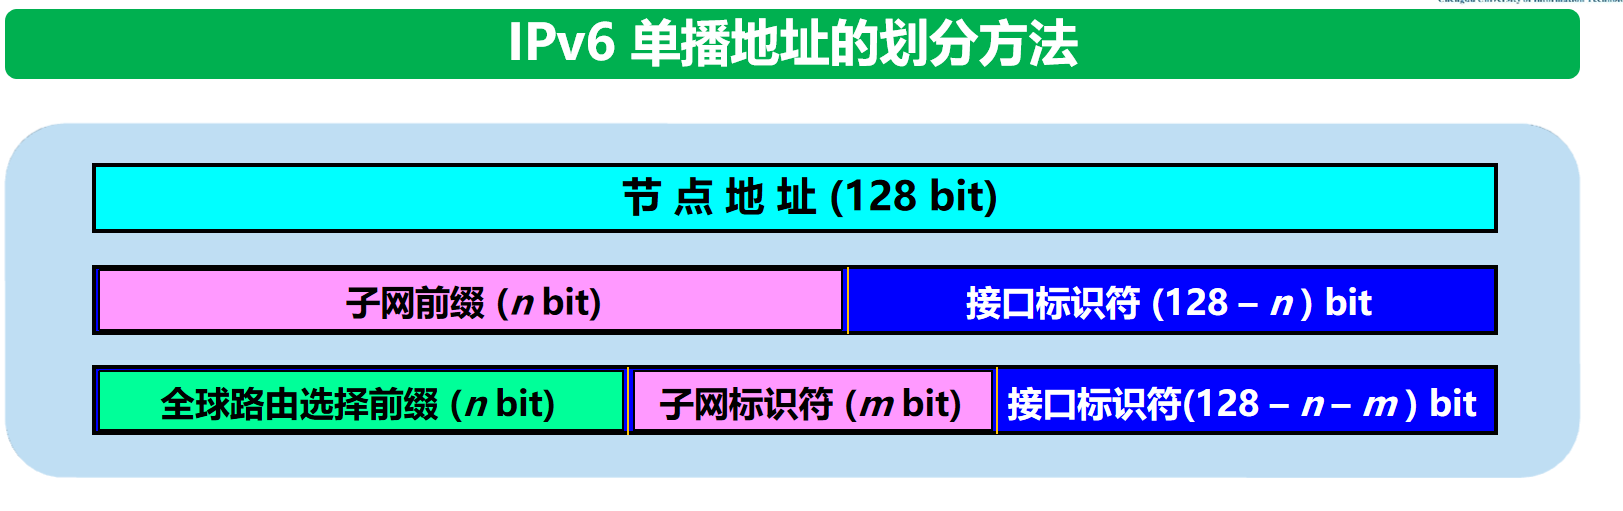 IPv6 单播地址的划分方法
节 点 地 址 (128 bit)
子网前缀 (n bit)
接口标识符 (128 – n ) bit
全球路由选择前缀 (n bit)
子网标识符 (m bit)
接口标识符(128 – n – m ) bit